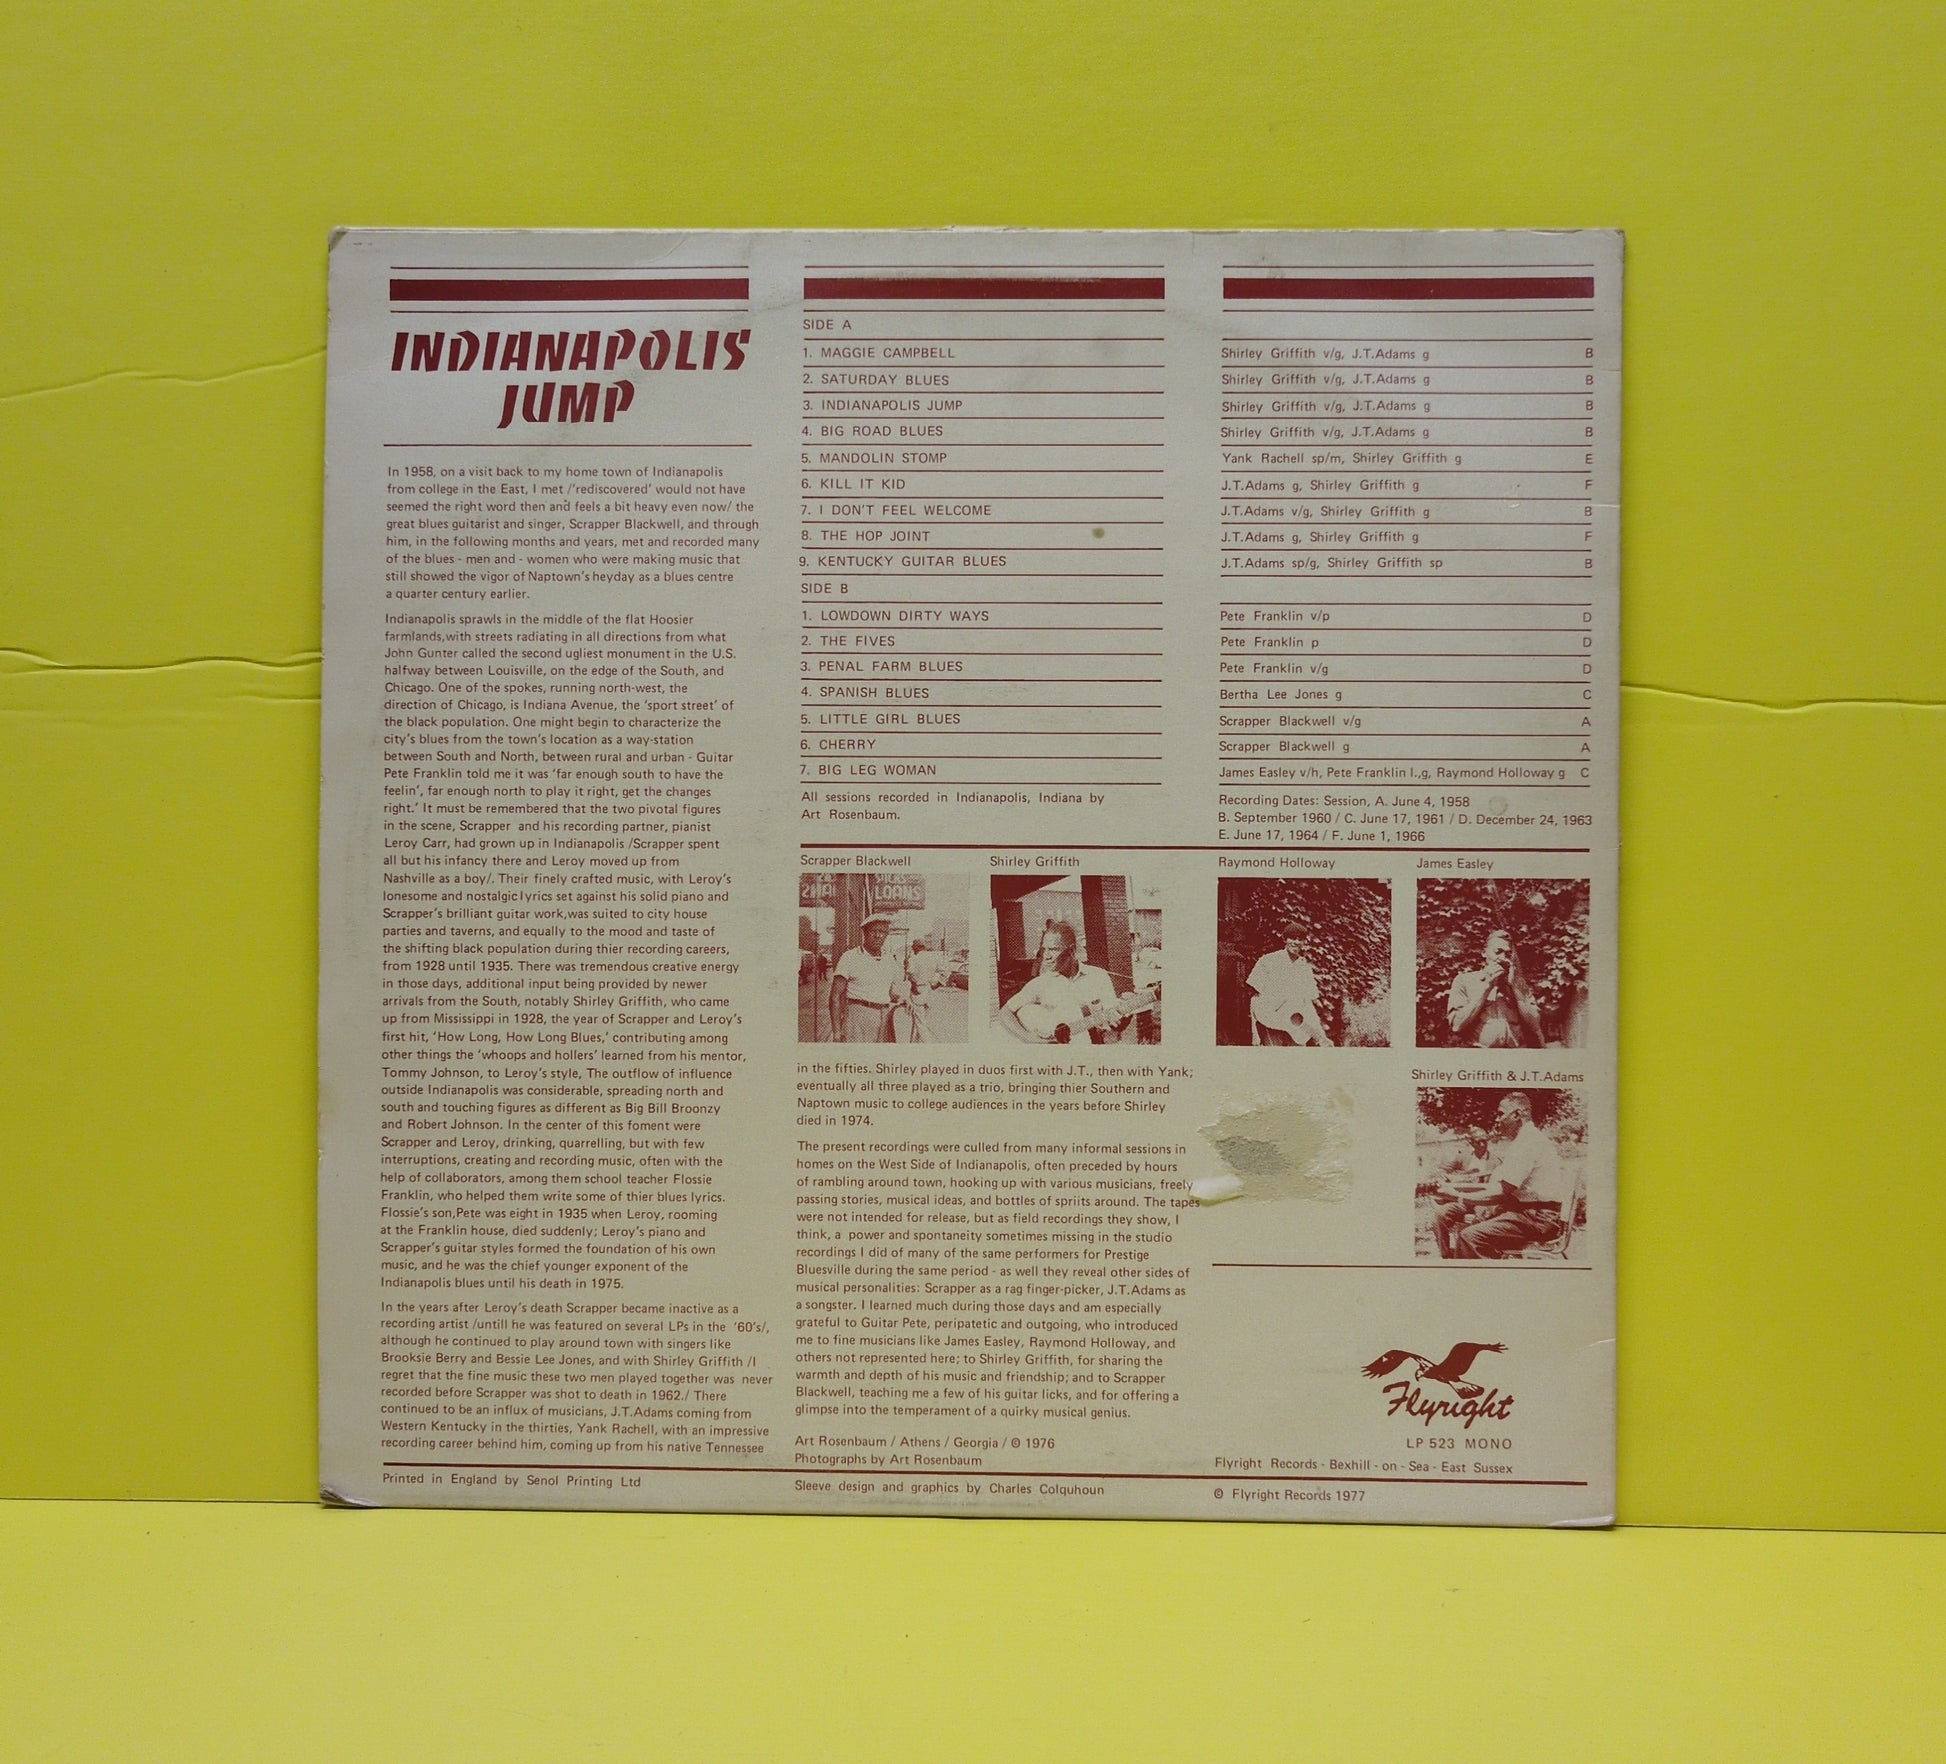 INDIANAPOLIS
JUMP
In 1958, on a visit back to my home town of Indianapolis
from college in the East, I met /'rediscovered' would not have
seemed the right word then and feels a bit heavy even now/ the
great blues guitarist and singer, Scrapper Blackwell, and through
him, in the following months and years, met and recorded many
of the blues - men and - women who were making music that
still showed the vigor of Naptown's heyday as a blues centre
a quarter century earlier.
Indianapolis sprawls in the middle of the flat Hoosier
farmlands,with streets radiating in all directions from what
John Gunter called the second ugliest monument in the U.S.
halfway between Louisville, on the edge of the South, and
Chicago. One of the spokes, running north-west, the
direction of Chicago, is Indiana Avenue, the 'sport street' of
the black population. One might begin to characterize the
city's blues from the town's location as a way-station
between South and North, between rural and urban - Guitar
Pete Franklin told me it was 'far enough south to have the
feelin', far enough north to play it right, get the changes
right.' It must be remembered that the two pivotal figures
in the scene, Scrapper and his recording partner, pianist
Leroy Carr, had grown up in Indianapolis /Scrapper spent
all but his infancy there and Leroy moved up from
Nashville as a boy/. Their finely crafted music, with Leroy's
lonesome and nostalgic lyrics set against his solid piano and
Scrapper's brilliant guitar work,was suited to city house
parties and taverns, and equally to the mood and taste of
the shifting black population during thier recording careers,
from 1928 until 1935. There was tremendous creative energy
in those days, additional input being provided by newer
arrivals from the South, notably Shirley Griffith, who came
up from Mississippi in 1928, the year of Scrapper and Leroy's
first hit, 'How Long, How Long Blues,' contributing among
other things the 'whoops and hollers' learned from his mentor,
Tommy Johnson, to Leroy's style, The outflow of influence
outside Indianapolis was considerable, spreading north and
south and touching figures as different as Big Bill Broonzy
and Robert Johnson. In the center of this foment were
Scrapper and Leroy, drinking, quarrelling, but with few
interruptions, creating and recording music, often with the
help of collaborators, among them school teacher Flossie
Franklin, who helped them write some of thier blues lyrics.
Flossie's son,Pete was eight in 1935 when Leroy, rooming
at the Franklin house, died suddenly; Leroy's piano and
Scrapper's guitar styles formed the foundation of his own
music, and he was the chief younger exponent of the
Indianapolis blues until his death in 1975.
In the years after Leroy's death Scrapper became inactive as a
recording artist /untill he was featured on several LPs in the '60's/,
although he continued to play around town with singers like
Brooksie Berry and Bessie Lee Jones, and with Shirley Griffith /I
regret that the fine music these two men played together was never
recorded before Scrapper was shot to death in 1962./ There
continued to be an influx of musicians, J.T.Adams coming from
Western Kentucky in the thirties, Yank Rachell, with an impressive
recording career behind him, coming up from his native Tennessee
Printed in England by Senol Printing Ltd
SIDE A
1. MAGGIE CAMPBELL Shirley Griffith v/g, J.T.Adams g B
2. SATURDAY BLUES Shirley Griffith v/g, J.T.Adams g B
3. INDIANAPOLIS JUMP Shirley Griffith v/g, J.T.Adams g B
4. BIG ROAD BLUES Shirley Griffith v/g, J.T.Adams g B
5. MANDOLIN STOMP Yank Rachell sp/m, Shirley Griffith g E
6. KILL IT KID J.T.Adams g, Shirley Griffith g F
7. I DON'T FEEL WELCOME J.T.Adams v/g, Shirley Griffith g B
8. THE HOP JOINT J.T.Adams g, Shirley Griffith g F
9. KENTUCKY GUITAR BLUES J.T.Adams sp/g, Shirley Griffith sp B
SIDE B
1. LOWDOWN DIRTY WAYS Pete Franklin v/p D
2. THE FIVES Pete Franklin p D
3. PENAL FARM BLUES Pete Franklin v/g D
4. SPANISH BLUES Bertha Lee Jones g C
5. LITTLE GIRL BLUES Scrapper Blackwell v/g A
6. CHERRY Scrapper Blackwell g A
7. BIG LEG WOMAN James Easley v/h, Pete Franklin l.,g, Raymond Holloway g C
All sessions recorded in Indianapolis, Indiana by
Art Rosenbaum.
Recording Dates: Session, A. June 4, 1958
B. September 1960 / C. June 17, 1961 / D. December 24, 1963
E. June 17, 1964 / F. June 1, 1966
Scrapper Blackwell
Shirley Griffith
Raymond Holloway
James Easley
LOANS
in the fifties. Shirley played in duos first with J.T., then with Yank;
eventually all three played as a trio, bringing thier Southern and
Naptown music to college audiences in the years before Shirley
died in 1974.
The present recordings were culled from many informal sessions in
homes on the West Side of Indianapolis, often preceded by hours
of rambling around town, hooking up with various musicians, freely
passing stories, musical ideas, and bottles of spriits around. The tapes
were not intended for release, but as field recordings they show, I
think, a power and spontaneity sometimes missing in the studio
recordings I did of many of the same performers for Prestige
Bluesville during the same period - as well they reveal other sides of
musical personalities: Scrapper as a rag finger-picker, J.T.Adams as
a songster. I learned much during those days and am especially
grateful to Guitar Pete, peripatetic and outgoing, who introduced
me to fine musicians like James Easley, Raymond Holloway, and
others not represented here; to Shirley Griffith, for sharing the
warmth and depth of his music and friendship; and to Scrapper
Blackwell, teaching me a few of his guitar licks, and for offering a
glimpse into the temperament of a quirky musical genius.
Art Rosenbaum / Athens / Georgia / © 1976
Photographs by Art Rosenbaum
Sleeve design and graphics by Charles Colquhoun
Shirley Griffith & J.T.Adams
Flyright
LP 523 MONO
Flyright Records - Bexhill - on - Sea - East Sussex
© Flyright Records 1977